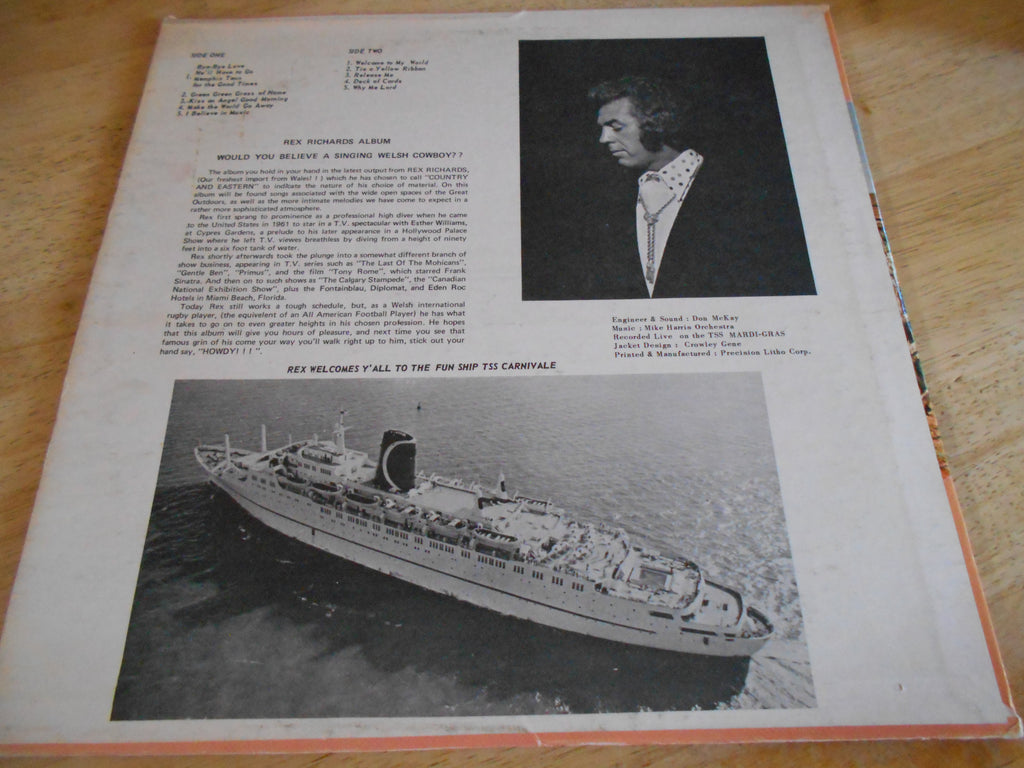 SIDE ONE
Bye-Bye Love
We'll Have to Go
1. Memphis Tenn
for the Good Times
2. Green Green Grass of Home
3. Kiss an Angel Good Morning
4. Make the World Go Away
5. I Believe in Music
SIDE TWO
1. Welcome to My World
2. Tie a Yellow Ribbon
3. Release Me
4. Deck of Cards
5. Why Me Lord
REX RICHARDS ALBUM
WOULD YOU BELIEVE A SINGING WELSH COWBOY??
The album you hold in your hand in the latest output from REX RICHARDS,
(Our freshest import from Wales!!) which he has chosen to call "COUNTRY
AND EASTERN" to indicate the nature of his choice of material. On this
album will be found songs associated with the wide open spaces of the Great
Outdoors, as well as the more intimate melodies we have come to expect in a
rather more sophisticated atmosphere.
Rex first sprang to prominence as a professional high diver when he came
to the United States in 1961 to star in a T.V. spectacular with Esther Williams,
at Cypres Gardens, a prelude to his later appearance in a Hollywood Palace
Show where he left T.V. viewes breathless by diving from a height of ninety
feet into a six foot tank of water.
Rex shortly afterwards took the plunge into a somewhat different branch of
show business, appearing in T.V. series such as "The Last Of The Mohicans",
"Gentle Ben", "Primus", and the film "Tony Rome", which starred Frank
Sinatra. And then on to such shows as "The Calgary Stampede", the "Canadian
National Exhibition Show", plus the Fontainblau, Diplomat, and Eden Roc
Hotels in Miami Beach, Florida.
Today Rex still works a tough schedule, but, as a Welsh international
rugby player, (the equivelent of an All American Football Player) he has what
it takes to go on to even greater heights in his chosen profession. He hopes
that this album will give you hours of pleasure, and next time you see that
famous grin of his come your way you'll walk right up to him, stick out your
hand say, "HOWDY!!!".
Engineer & Sound : Don McKay
Music : Mike Harris Orchestra
Recorded Live on the TSS MARDI-GRAS
Jacket Design : Crowley Gene
Printed & Manufactured : Precision Litho Corp.
REX WELCOMES Y'ALL TO THE FUN SHIP TSS CARNIVALE